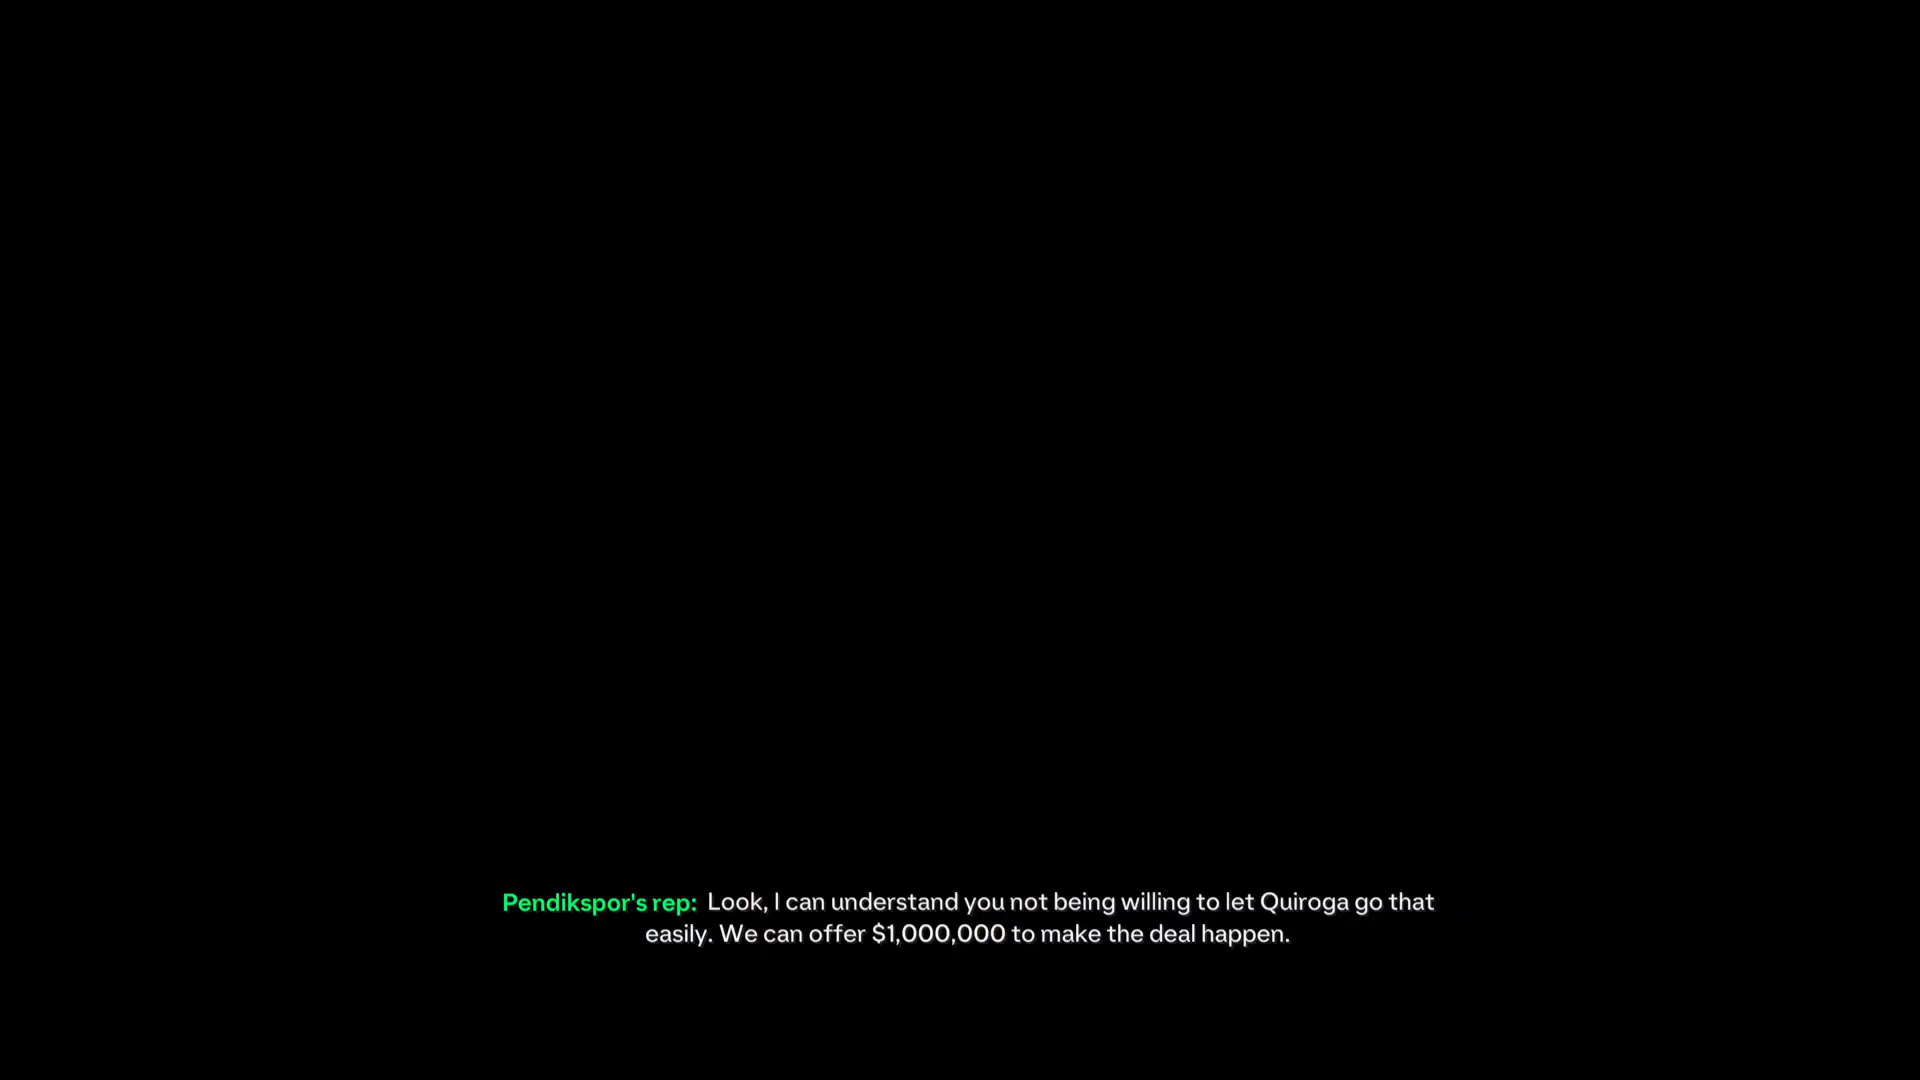 Pendikspor's rep: Look, I can understand you not being willing to let Quiroga go that
easily. We can offer $1,000,000 to make the deal happen.